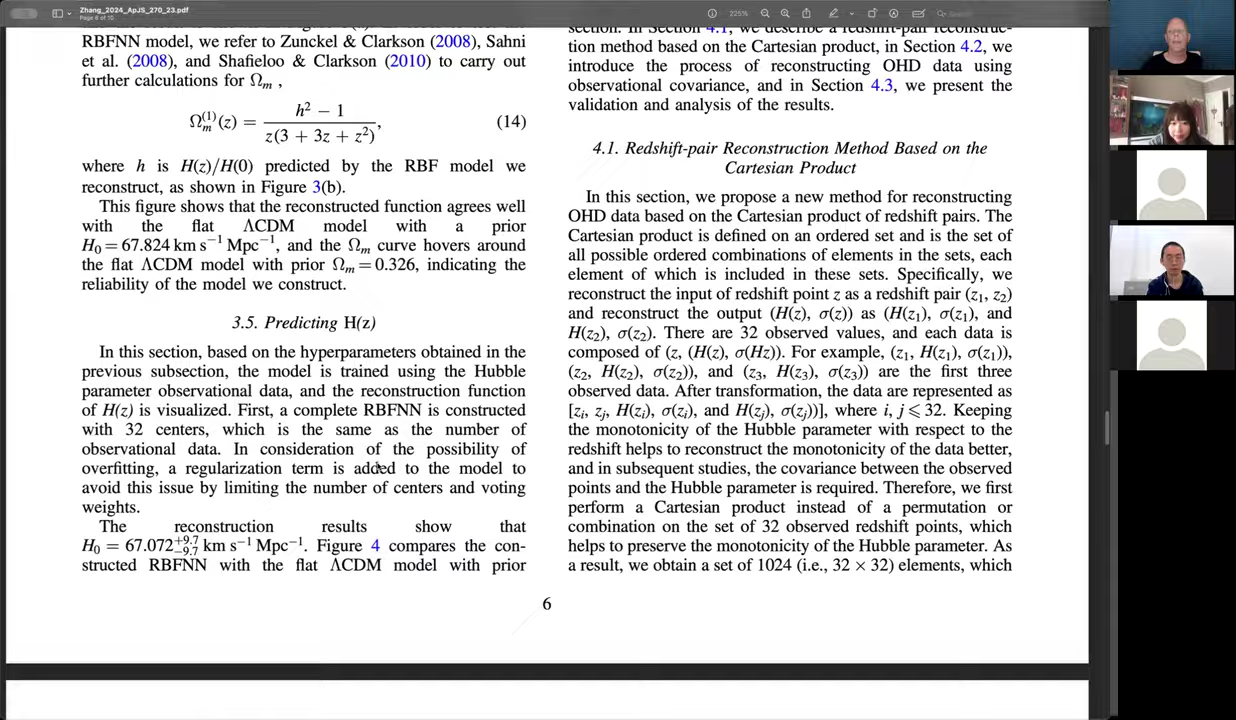 Zhang_2024_ApJS_270_23.pdf
Page 6 of 15
225%
Search
RBFNN model, we refer to Zunckel & Clarkson (2008), Sahni
et al. (2008), and Shafieloo & Clarkson (2010) to carry out
further calculations for Ωm ,
Ωm(1)(z) = h² − 1 / z(3 + 3z + z²), (14)
where h is H(z)/H(0) predicted by the RBF model we
reconstruct, as shown in Figure 3(b).
This figure shows that the reconstructed function agrees well
with the flat ΛCDM model with a prior
H0 = 67.824 km s−1 Mpc−1, and the Ωm curve hovers around
the flat ΛCDM model with prior Ωm = 0.326, indicating the
reliability of the model we construct.
3.5. Predicting H(z)
In this section, based on the hyperparameters obtained in the
previous subsection, the model is trained using the Hubble
parameter observational data, and the reconstruction function
of H(z) is visualized. First, a complete RBFNN is constructed
with 32 centers, which is the same as the number of
observational data. In consideration of the possibility of
overfitting, a regularization term is added to the model to
avoid this issue by limiting the number of centers and voting
weights.
The reconstruction results show that
H0 = 67.072+9.7−9.7 km s−1 Mpc−1. Figure 4 compares the con-
structed RBFNN with the flat ΛCDM model with prior
section. In Section 4.1, we describe a redshift-pair reconstruc-
tion method based on the Cartesian product, in Section 4.2, we
introduce the process of reconstructing OHD data using
observational covariance, and in Section 4.3, we present the
validation and analysis of the results.
4.1. Redshift-pair Reconstruction Method Based on the
Cartesian Product
In this section, we propose a new method for reconstructing
OHD data based on the Cartesian product of redshift pairs. The
Cartesian product is defined on an ordered set and is the set of
all possible ordered combinations of elements in the sets, each
element of which is included in these sets. Specifically, we
reconstruct the input of redshift point z as a redshift pair (z1, z2)
and reconstruct the output (H(z), σ(z)) as (H(z1), σ(z1), and
H(z2), σ(z2). There are 32 observed values, and each data is
composed of (z, (H(z), σ(Hz)). For example, (z1, H(z1), σ(z1)),
(z2, H(z2), σ(z2)), and (z3, H(z3), σ(z3)) are the first three
observed data. After transformation, the data are represented as
[zi, zj, H(zi), σ(zi), and H(zj), σ(zj))], where i, j ⩽ 32. Keeping
the monotonicity of the Hubble parameter with respect to the
redshift helps to reconstruct the monotonicity of the data better,
and in subsequent studies, the covariance between the observed
points and the Hubble parameter is required. Therefore, we first
perform a Cartesian product instead of a permutation or
combination on the set of 32 observed redshift points, which
helps to preserve the monotonicity of the Hubble parameter. As
a result, we obtain a set of 1024 (i.e., 32 × 32) elements, which
6